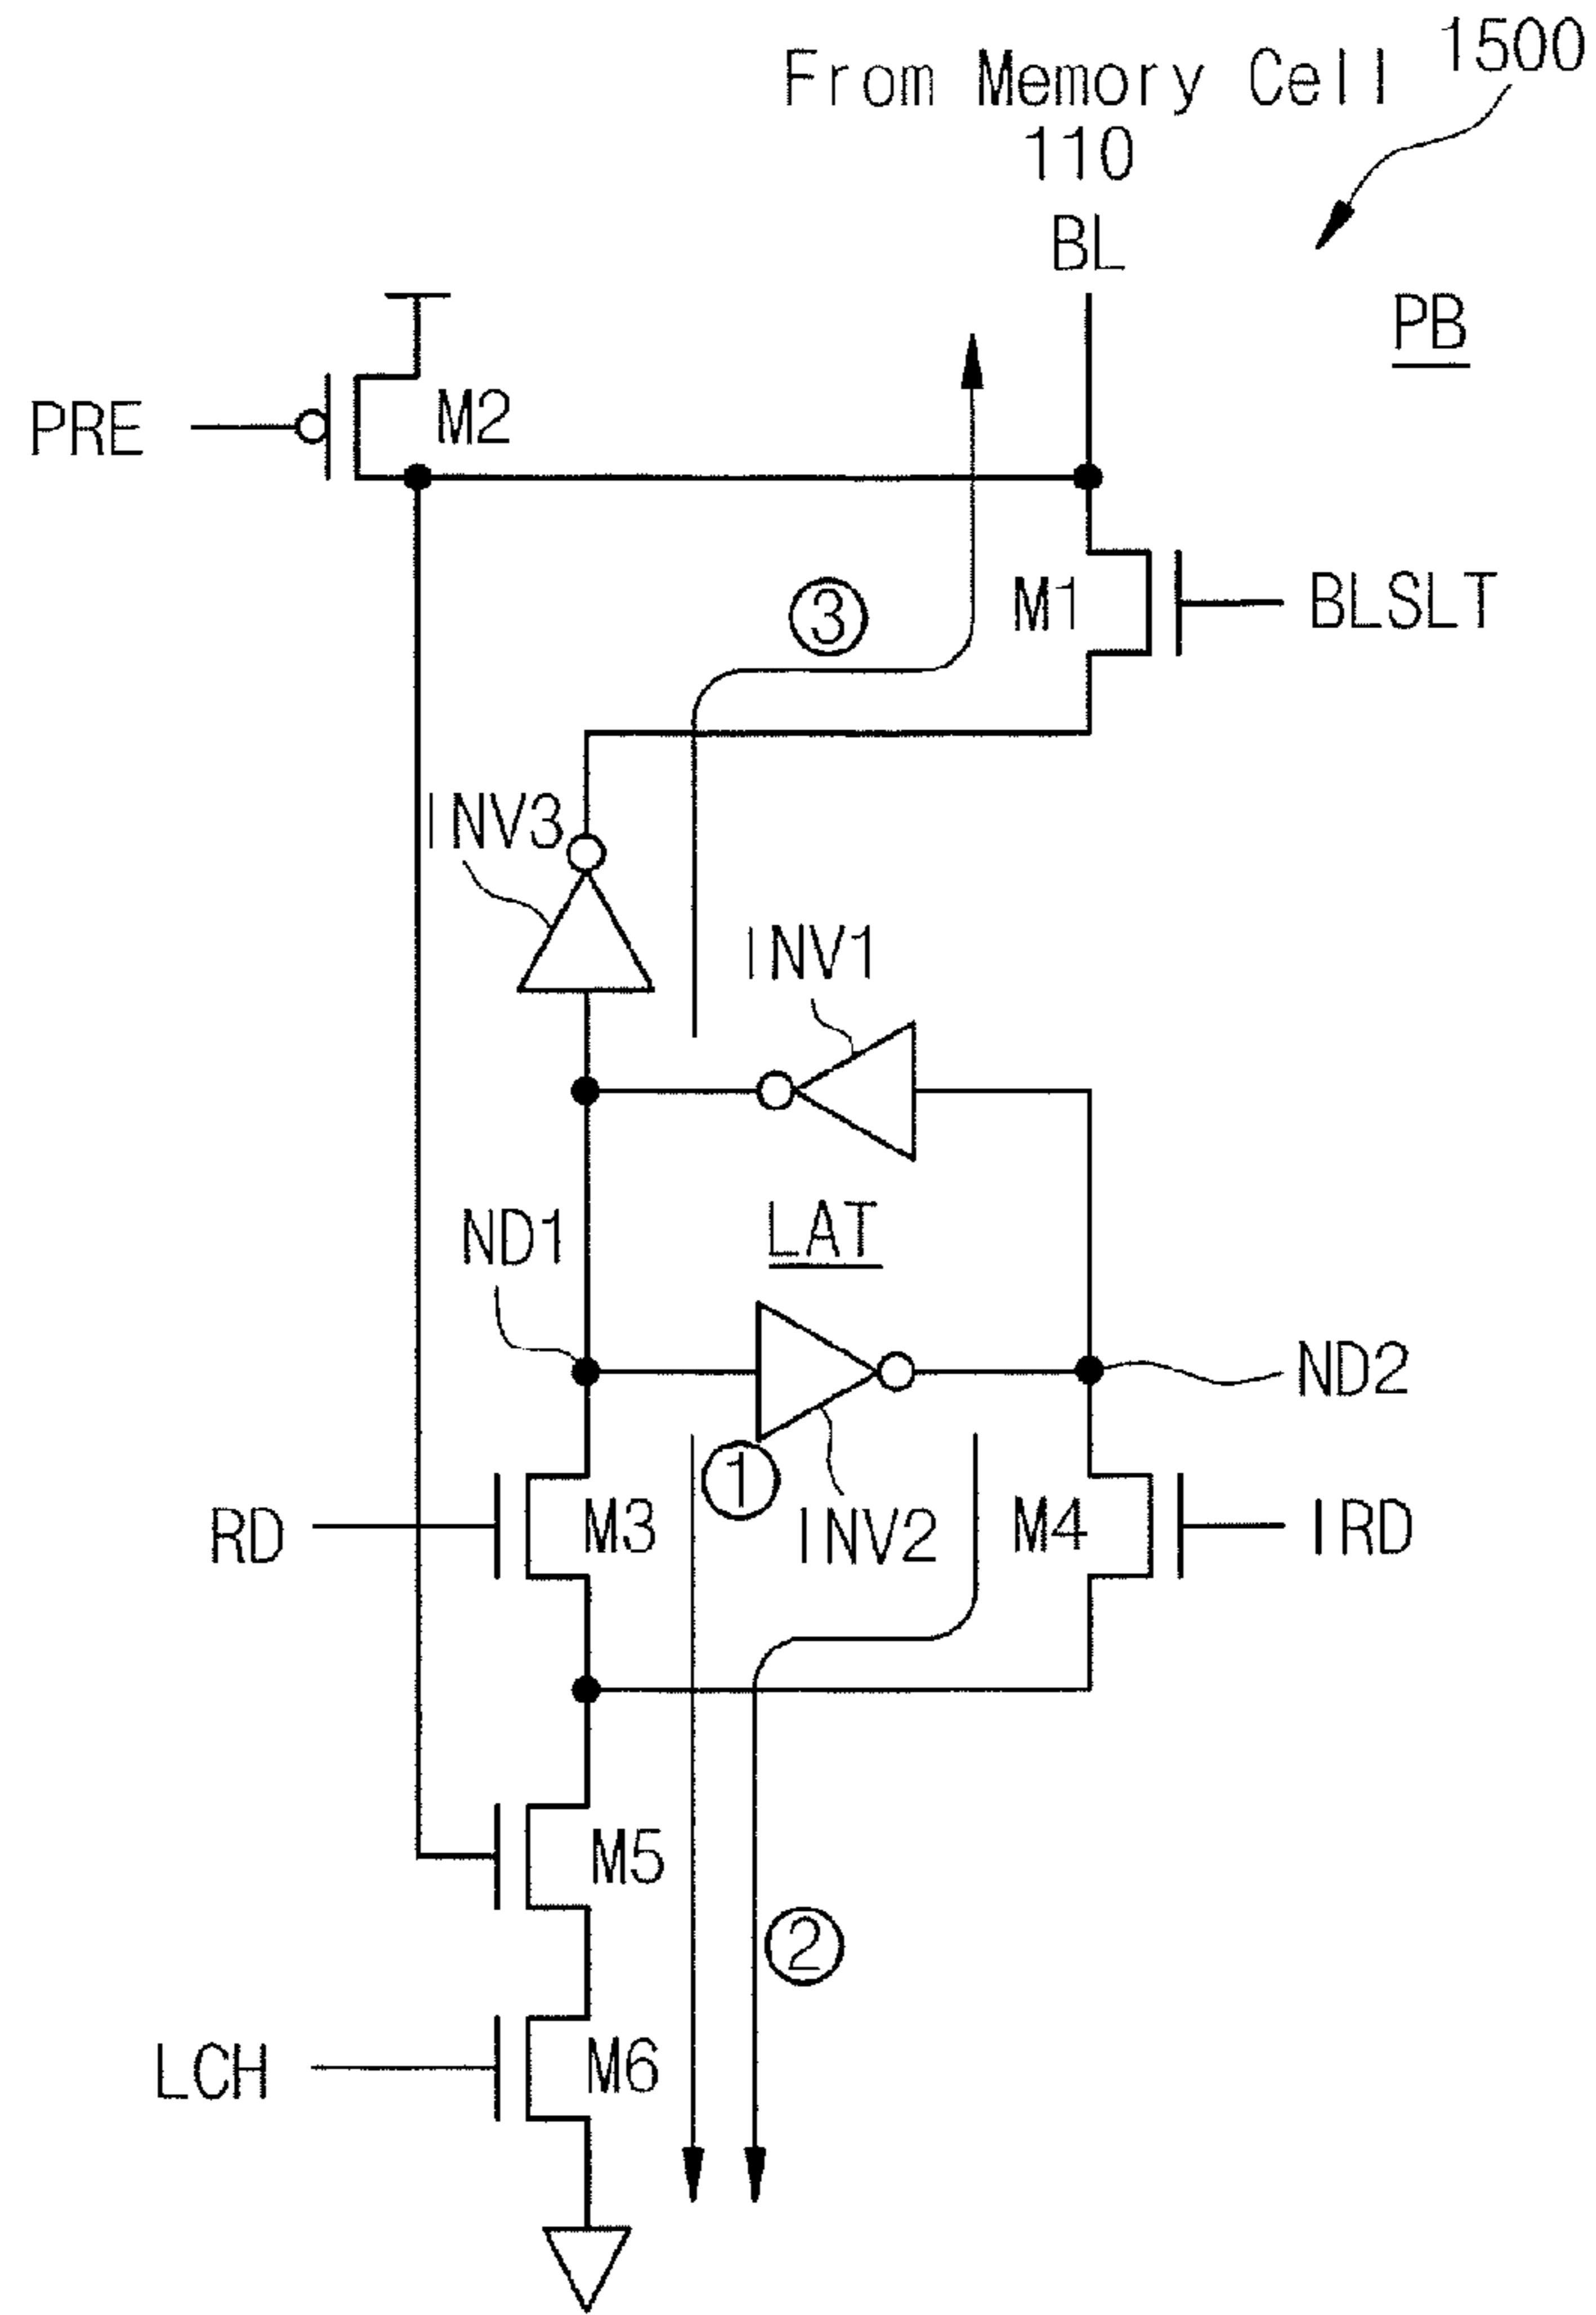 1500
From Memory Cell
110
BL
PB
PRE
M2
M1
BLSLT
3
INV3
INV1
ND1
LAT
ND2
1
RD
M3
INV2
M4
IRD
M5
2
LCH
M6